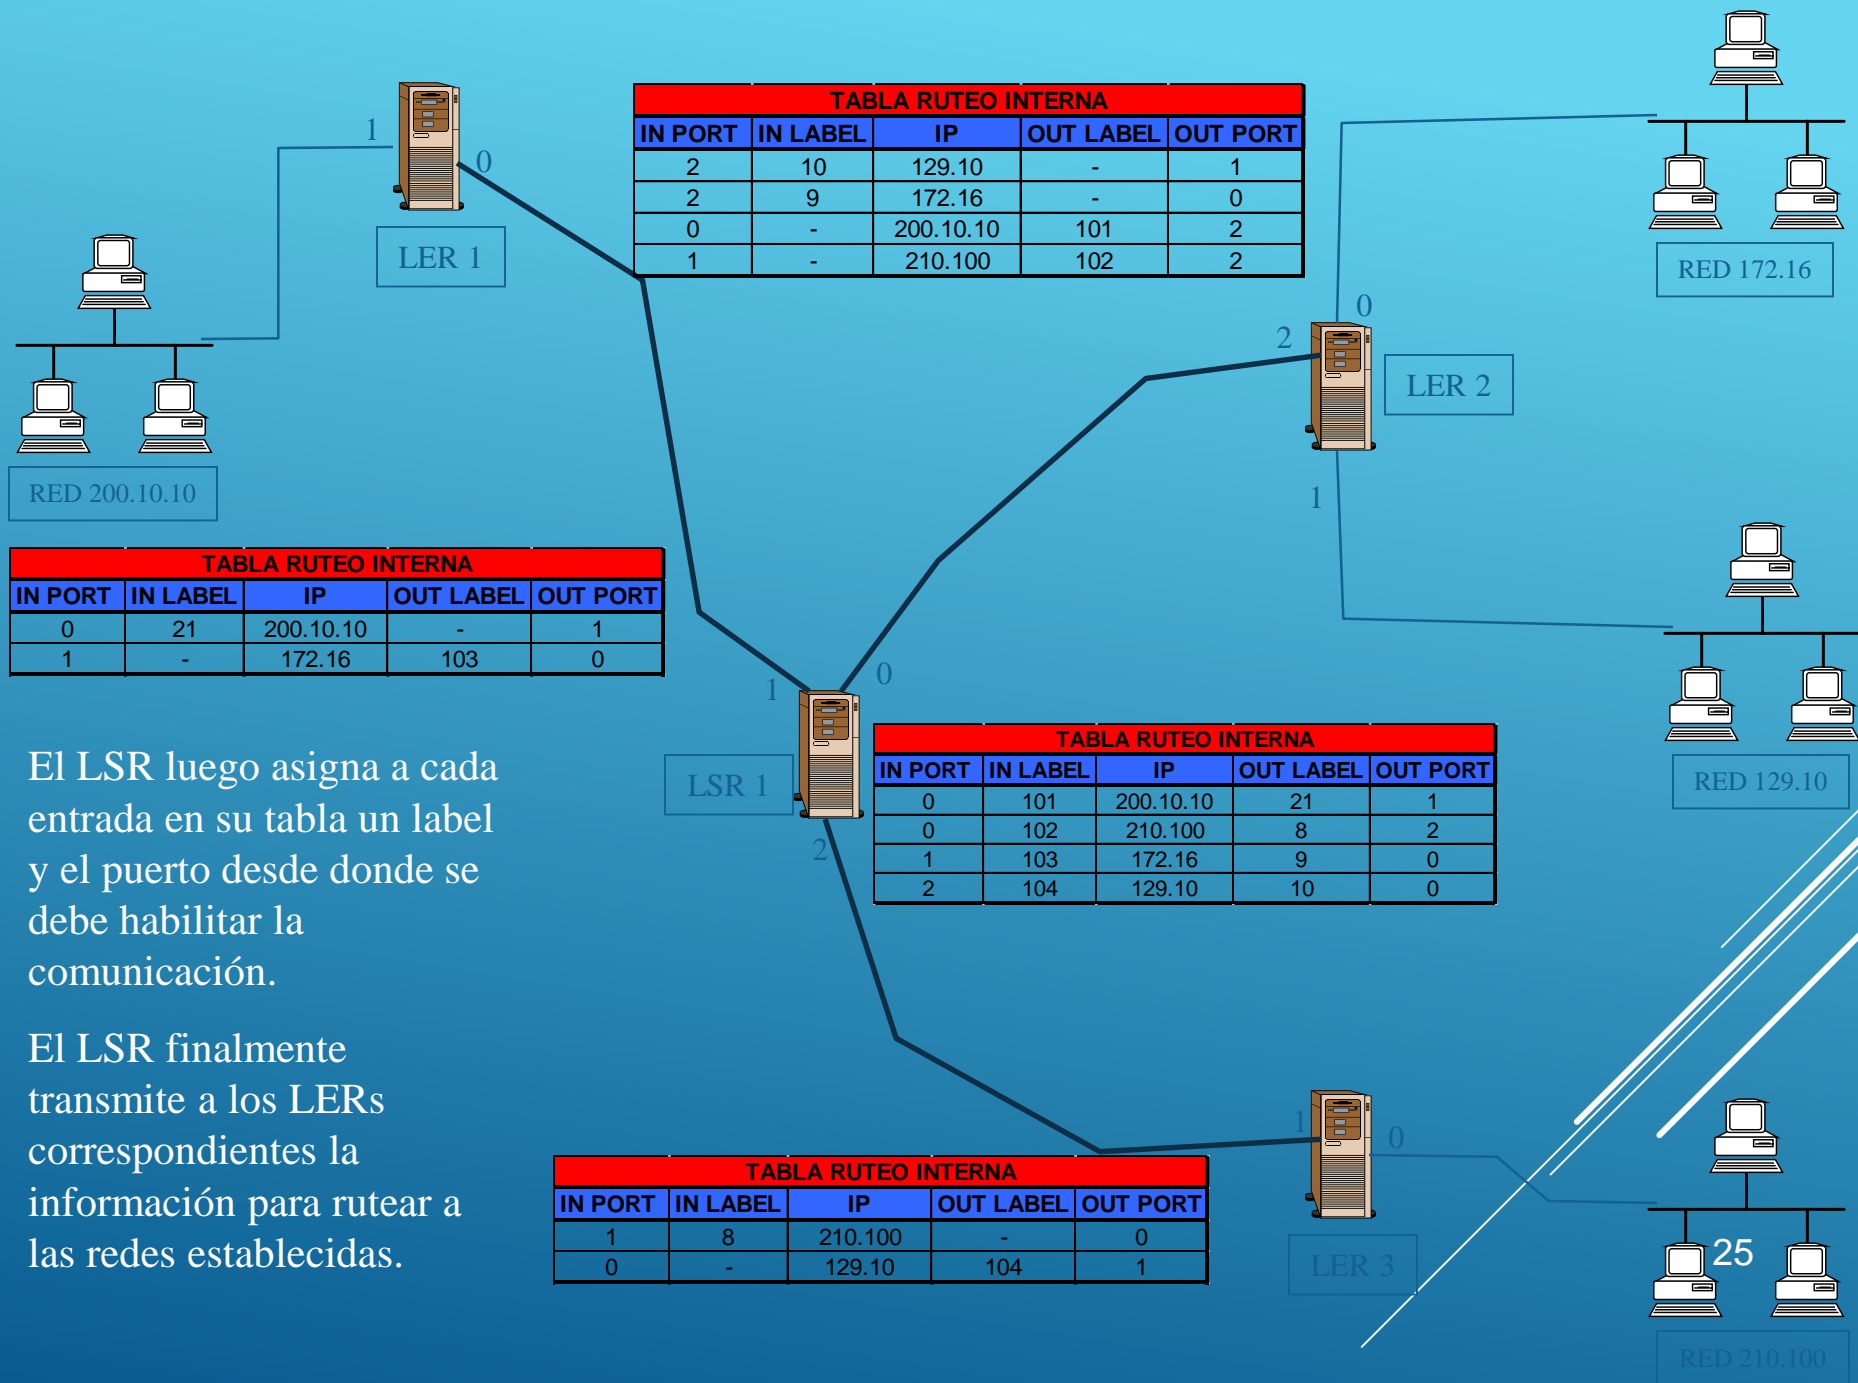 TABLA RUTEO INTERNA
IN PORT IN LABEL IP OUT LABEL OUT PORT
2 10 129.10 - 1
2 9 172.16 - 0
0 - 200.10.10 101 2
1 - 210.100 102 2
1
0
LER 1
RED 172.16
0
2
LER 2
1
RED 200.10.10
TABLA RUTEO INTERNA
IN PORT IN LABEL IP OUT LABEL OUT PORT
0 21 200.10.10 - 1
1 - 172.16 103 0
1
0
LSR 1
2
TABLA RUTEO INTERNA
IN PORT IN LABEL IP OUT LABEL OUT PORT
0 101 200.10.10 21 1
0 102 210.100 8 2
1 103 172.16 9 0
2 104 129.10 10 0
RED 129.10
El LSR luego asigna a cada
entrada en su tabla un label
y el puerto desde donde se
debe habilitar la
comunicación.
El LSR finalmente
transmite a los LERs
correspondientes la
información para rutear a
las redes establecidas.
TABLA RUTEO INTERNA
IN PORT IN LABEL IP OUT LABEL OUT PORT
1 8 210.100 - 0
0 - 129.10 104 1
1
0
LER 3
25
RED 210.100